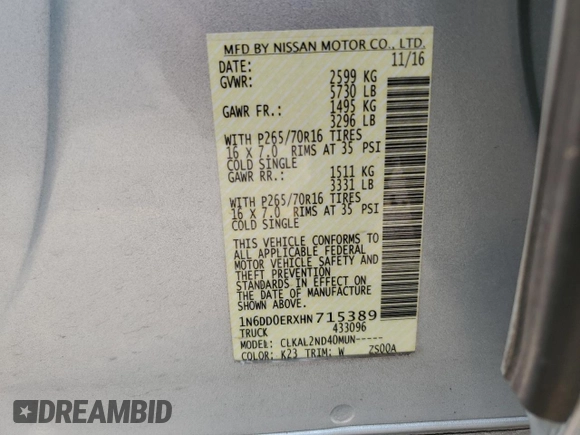 MFD BY NISSAN MOTOR CO., LTD.
DATE: 11/16
GVWR: 2599 KG
5730 LB
GAWR FR.: 1495 KG
3296 LB
WITH P265/70R16 TIRES
16 X 7.0 RIMS AT 35 PSI
COLD SINGLE
GAWR RR.: 1511 KG
3331 LB
WITH P265/70R16 TIRES
16 X 7.0 RIMS AT 35 PSI
COLD SINGLE
THIS VEHICLE CONFORMS TO
ALL APPLICABLE FEDERAL
MOTOR VEHICLE SAFETY AND
THEFT PREVENTION
STANDARDS IN EFFECT ON
THE DATE OF MANUFACTURE
SHOWN ABOVE.
1N6DD0ERXHN715389
TRUCK 433096
MODEL: CLKAL2ND40MUN-----
COLOR: K23 TRIM: W ZS00A
DREAMBID